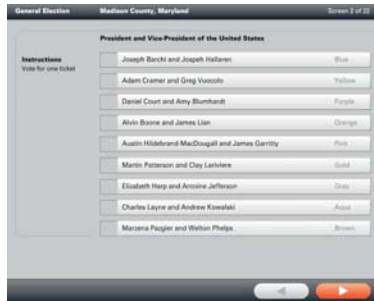 General Election Madison County, Maryland Screen 2 of 22
President and Vice-President of the United States
Instructions
Vote for one ticket
Joseph Barchi and Jospeh Hallaren Blue
Adam Cramer and Greg Vuocolo Yellow
Daniel Court and Amy Blumhardt Purple
Alvin Boone and James Lian Orange
Austin Hildebrand-MacDougall and James Garritty Pink
Martin Patterson and Clay Lariviere Gold
Elizabeth Harp and Antoine Jefferson Gray
Charles Layne and Andrew Kowalski Aqua
Marzena Pazgier and Welton Phelps Brown